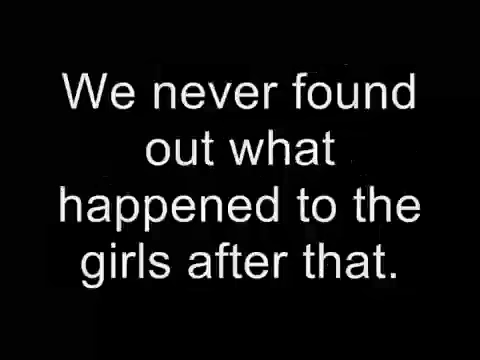 We never found
out what
happened to the
girls after that.